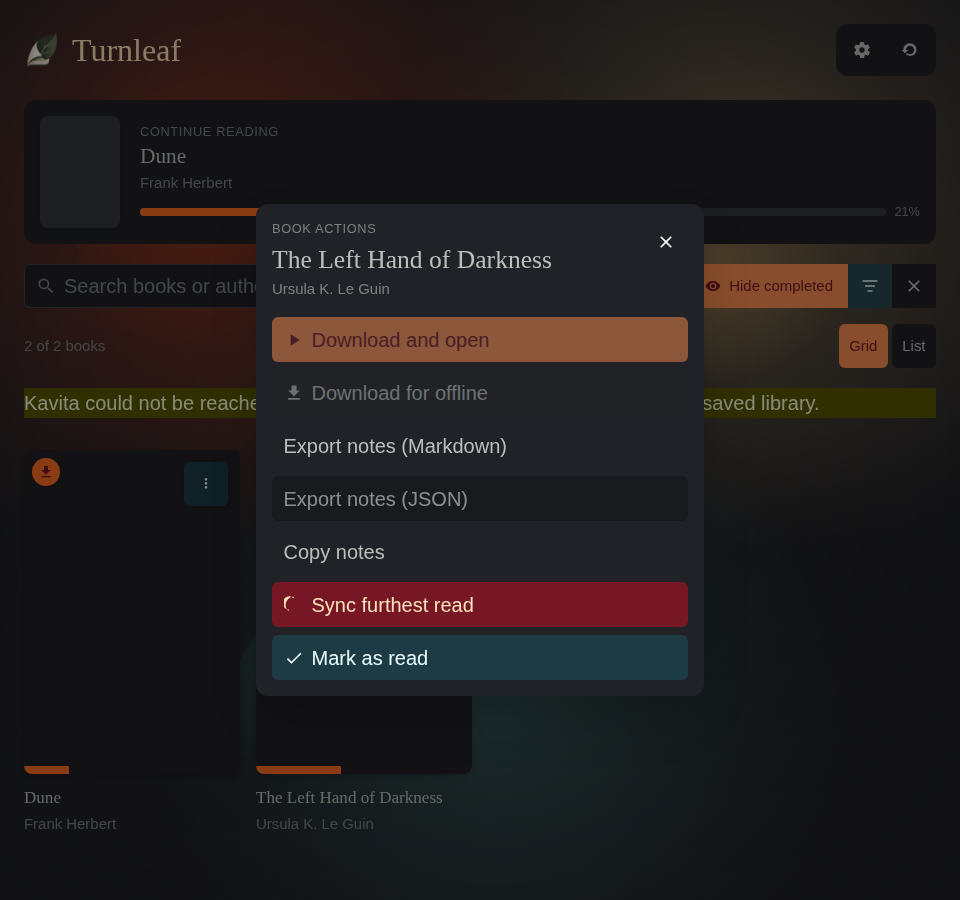 Turnleaf
CONTINUE READING
Dune
Frank Herbert
21%
Search books or autho
Hide completed
2 of 2 books
Grid
List
Kavita could not be reache
saved library.
BOOK ACTIONS
The Left Hand of Darkness
Ursula K. Le Guin
Download and open
Download for offline
Export notes (Markdown)
Export notes (JSON)
Copy notes
Sync furthest read
Mark as read
Dune
Frank Herbert
The Left Hand of Darkness
Ursula K. Le Guin